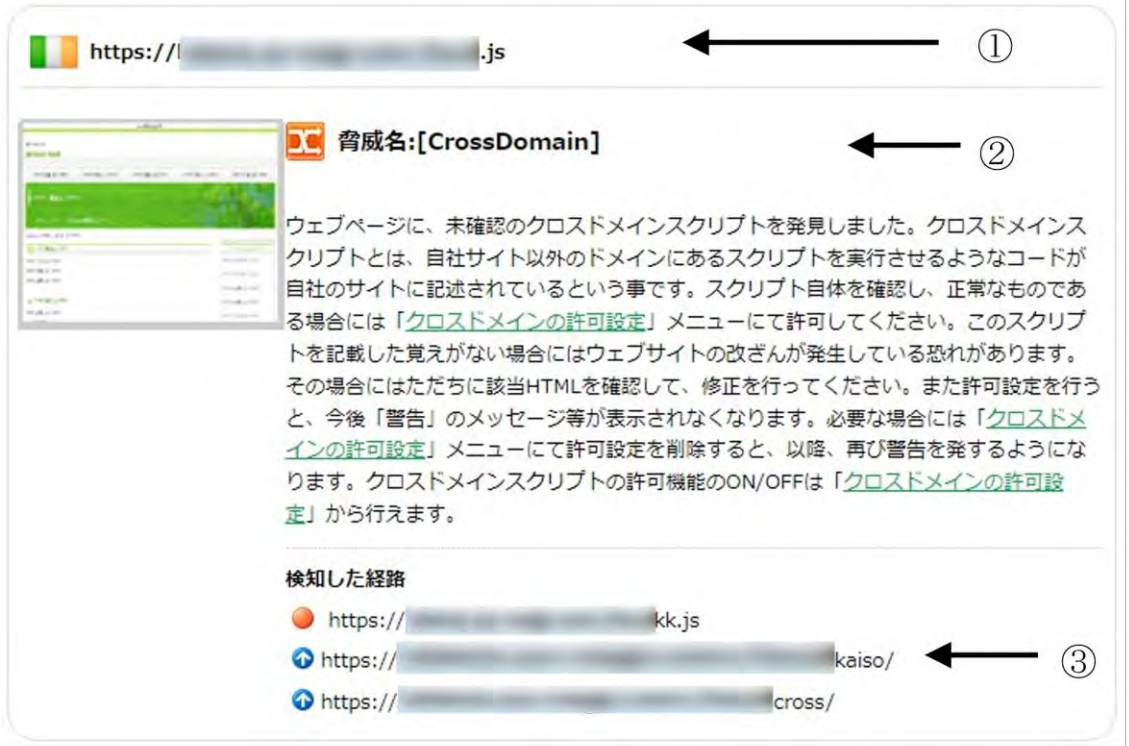 https:// .js
①
脅威名:[CrossDomain]
②
ウェブページに、未確認のクロスドメインスクリプトを発見しました。クロスドメインス
クリプトとは、自社サイト以外のドメインにあるスクリプトを実行させるようなコードが
自社のサイトに記述されているという事です。スクリプト自体を確認し、正常なものであ
る場合には「クロスドメインの許可設定」メニューにて許可してください。このスクリプ
トを記載した覚えがない場合にはウェブサイトの改ざんが発生している恐れがあります。
その場合にはただちに該当HTMLを確認して、修正を行ってください。また許可設定を行う
と、今後「警告」のメッセージ等が表示されなくなります。必要な場合には「クロスドメ
インの許可設定」メニューにて許可設定を削除すると、以降、再び警告を発するようにな
ります。クロスドメインスクリプトの許可機能のON/OFFは「クロスドメインの許可設
定」から行えます。
検知した経路
https:// kk.js
https:// kaiso/
③
https:// cross/